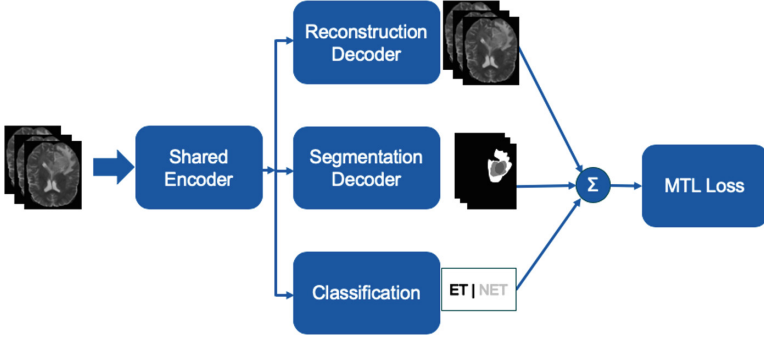 Reconstruction
Decoder
Shared
Encoder
Segmentation
Decoder
Σ
MTL Loss
Classification
ET | NET